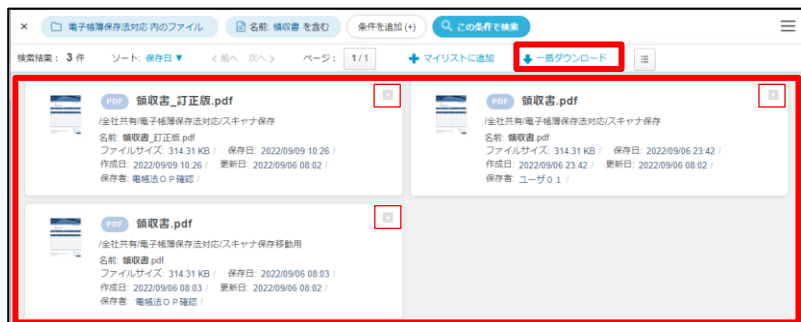 × 電子帳簿保存法対応 内のファイル 名前: 領収書 を含む 条件を追加 (+) この条件で検索
検索結果: 3 件 ソート: 保存日 ▼ < 前へ 次へ > ページ: 1 / 1 マイリストに追加 一括ダウンロード
PDF 領収書_訂正版.pdf
/全社共有/電子帳簿保存法対応/スキャナ保存
名前: 領収書_訂正版.pdf
ファイルサイズ: 314.31 KB / 保存日: 2022/09/09 10:26 /
作成日: 2022/09/09 10:26 / 更新日: 2022/09/06 08:02 /
保存者: 電帳法OP確認 /
PDF 領収書.pdf
/全社共有/電子帳簿保存法対応/スキャナ保存
名前: 領収書.pdf
ファイルサイズ: 314.31 KB / 保存日: 2022/09/06 23:42 /
作成日: 2022/09/06 23:42 / 更新日: 2022/09/06 08:02 /
保存者: ユーザ01 /
PDF 領収書.pdf
/全社共有/電子帳簿保存法対応/スキャナ保存移動用
名前: 領収書.pdf
ファイルサイズ: 314.31 KB / 保存日: 2022/09/06 08:03 /
作成日: 2022/09/06 08:03 / 更新日: 2022/09/06 08:02 /
保存者: 電帳法OP確認 /